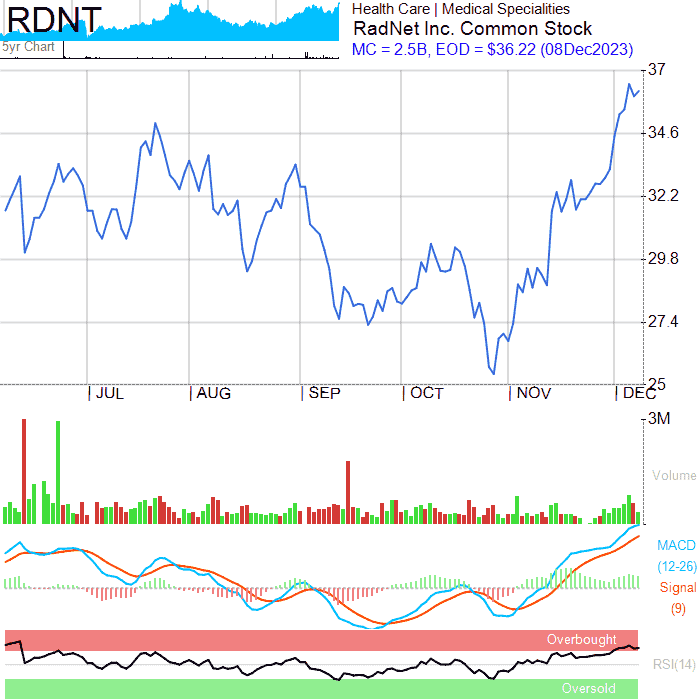 RDNT
5yr Chart
Health Care | Medical Specialities
RadNet Inc. Common Stock
MC = 2.5B, EOD = $36.22 (08Dec2023)
37
34.6
32.2
29.8
27.4
25
JUL AUG SEP OCT NOV DEC
3M
Volume
MACD
(12-26)
Signal
(9)
Overbought
RSI(14)
Oversold